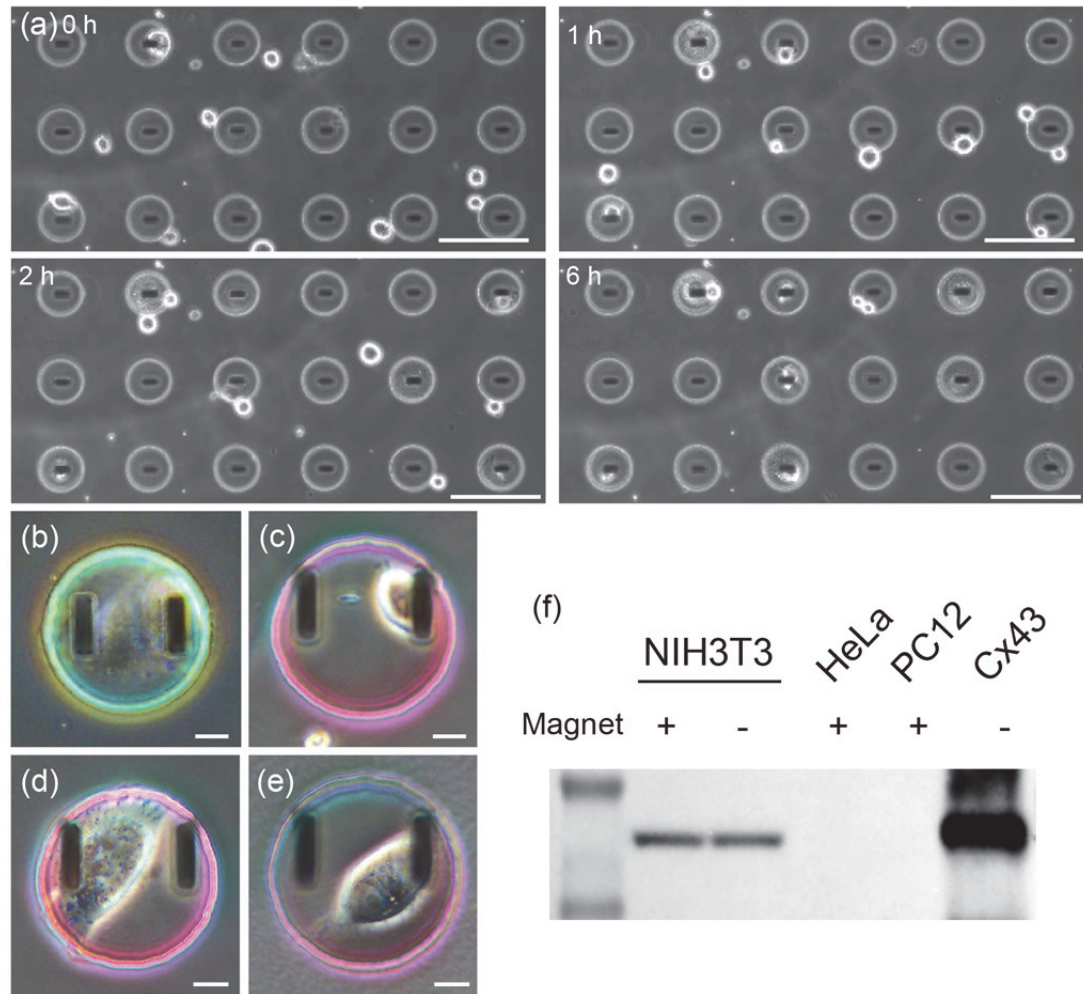 (a) 0 h
1 h
2 h
6 h
(b)
(c)
(d)
(e)
(f)
NIH3T3 HeLa PC12 Cx43
Magnet + - + + -